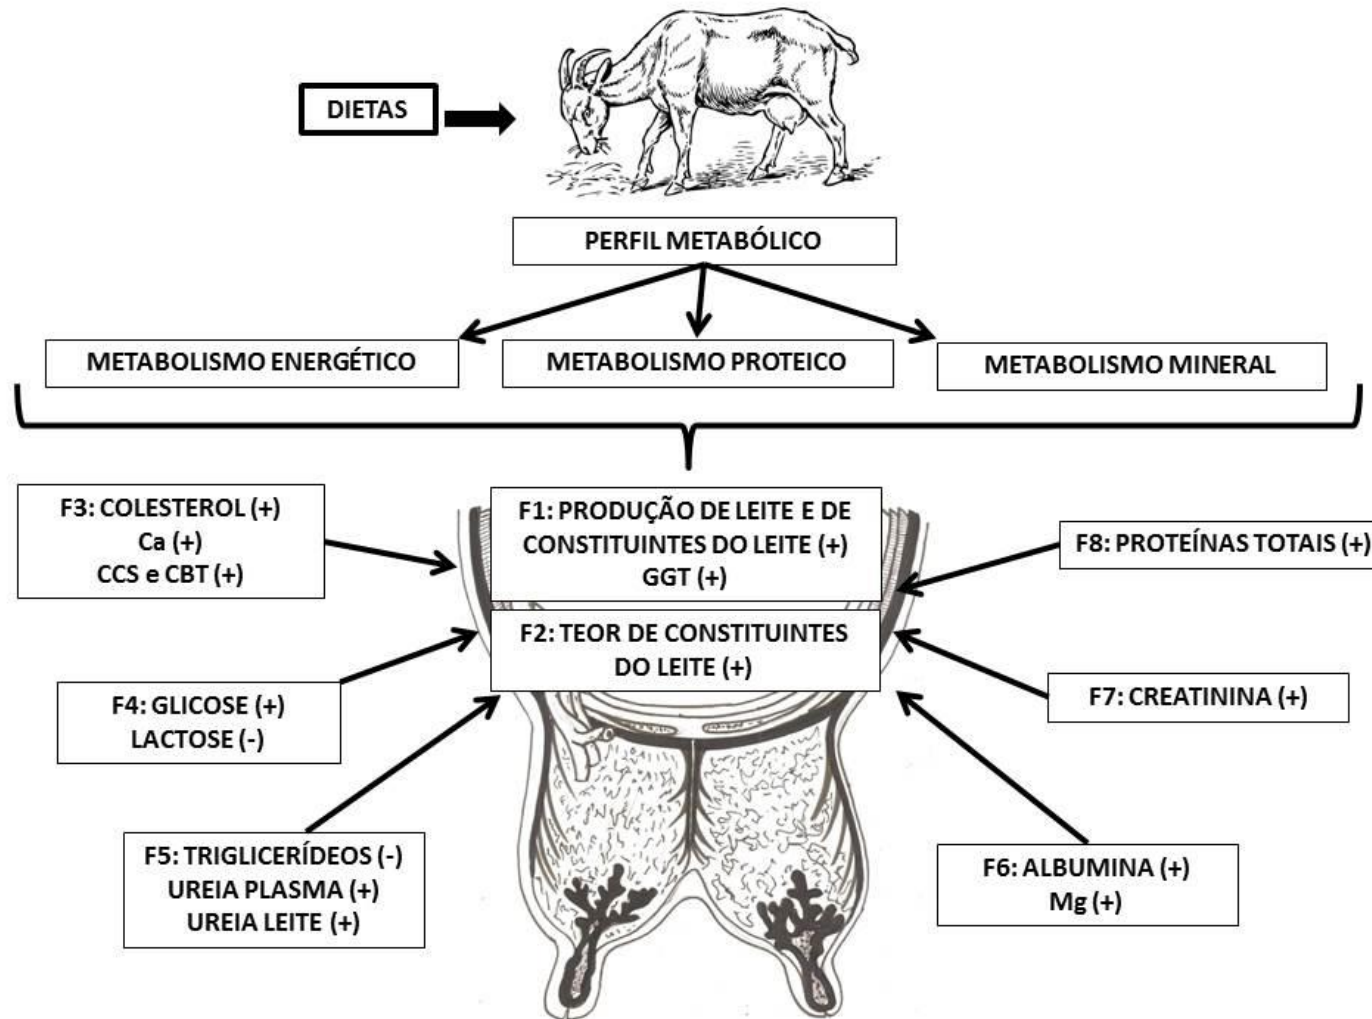 DIETAS
PERFIL METABÓLICO
METABOLISMO ENERGÉTICO
METABOLISMO PROTEICO
METABOLISMO MINERAL
F3: COLESTEROL (+)
Ca (+)
CCS e CBT (+)
F1: PRODUÇÃO DE LEITE E DE
CONSTITUINTES DO LEITE (+)
GGT (+)
F8: PROTEÍNAS TOTAIS (+)
F2: TEOR DE CONSTITUINTES
DO LEITE (+)
F4: GLICOSE (+)
LACTOSE (-)
F7: CREATININA (+)
F5: TRIGLICERÍDEOS (-)
UREIA PLASMA (+)
UREIA LEITE (+)
F6: ALBUMINA (+)
Mg (+)